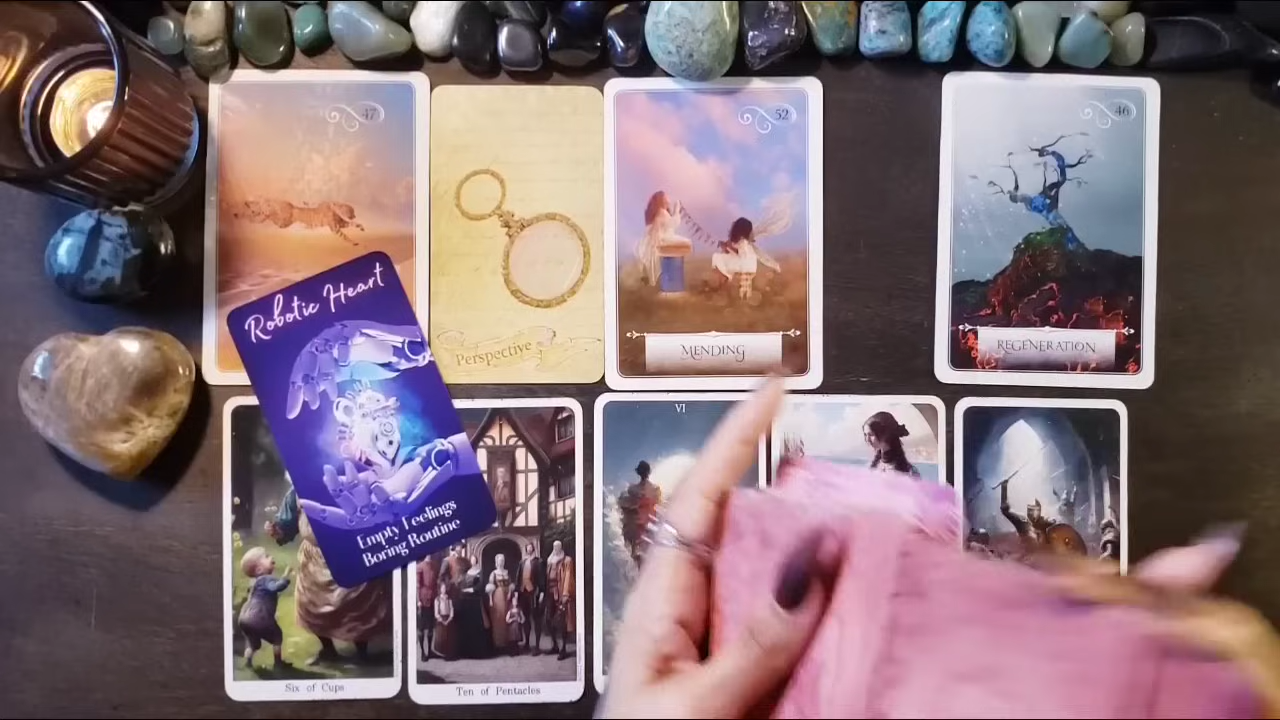 47
52
46
Robotic Heart
Perspective
MENDING
REGENERATION
VI
Empty Feelings
Boring Routine
Six of Cups
Ten of Pentacles